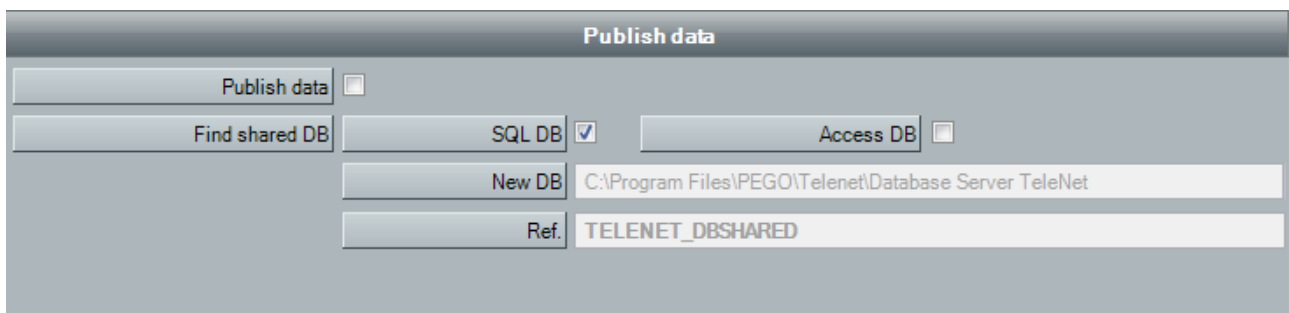 Publish data
Publish data
Find shared DB SQL DB Access DB
New DB C:\Program Files\PEGO\Telenet\Database Server TeleNet
Ref. TELENET_DBSHARED